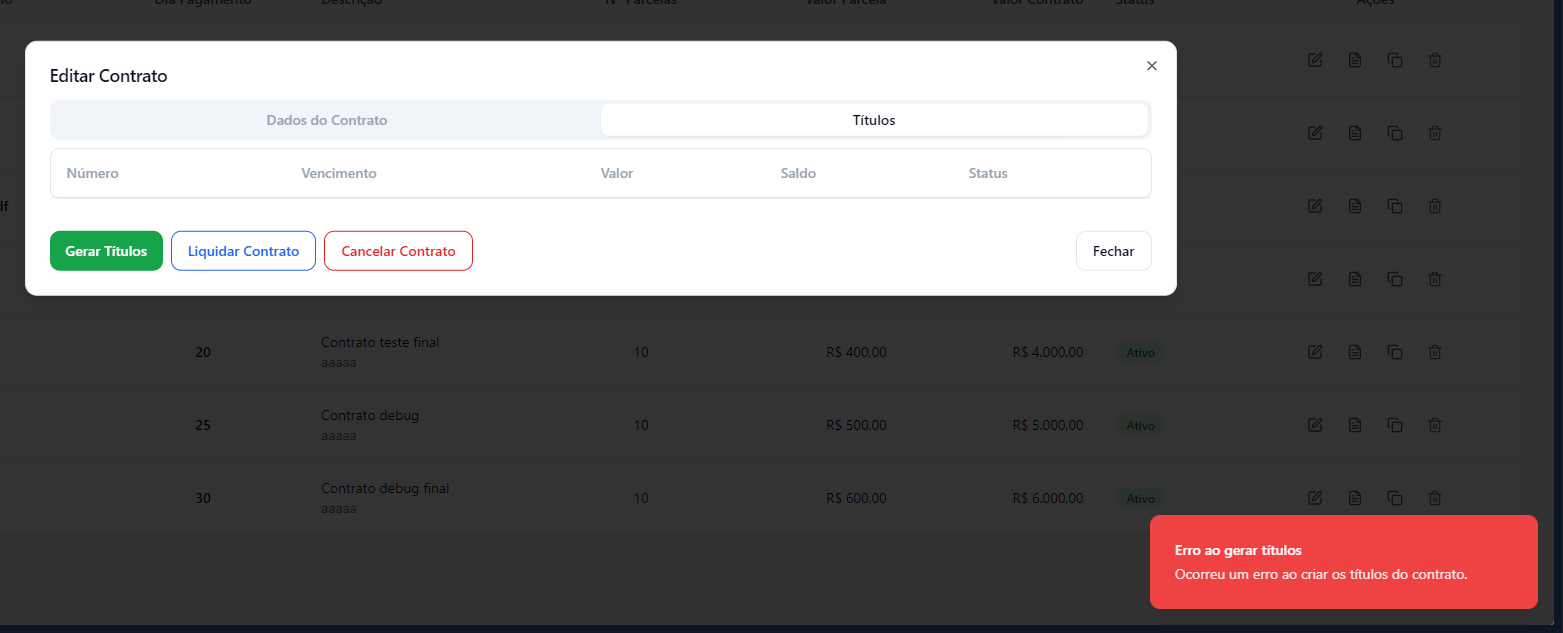 Dia Pagamento Descrição Nº Parcelas Valor Parcela Valor Contrato Status Ações
Editar Contrato
Dados do Contrato Títulos
Número Vencimento Valor Saldo Status
Gerar Títulos Liquidar Contrato Cancelar Contrato Fechar
20 Contrato teste final 10 R$ 400,00 R$ 4.000,00 Ativo
aaaaa
25 Contrato debug 10 R$ 500,00 R$ 5.000,00 Ativo
aaaaa
30 Contrato debug final 10 R$ 600,00 R$ 6.000,00 Ativo
aaaaa
Erro ao gerar títulos
Ocorreu um erro ao criar os títulos do contrato.